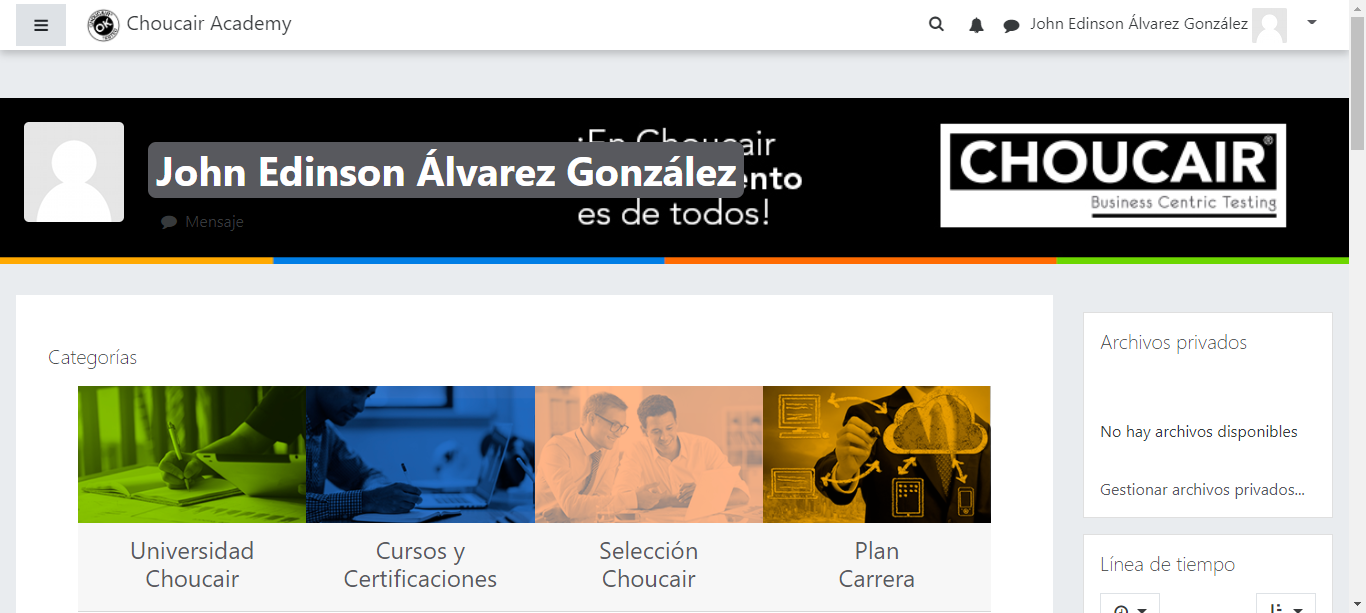 Choucair Academy
John Edinson Álvarez González
¡En Choucair
John Edinson Álvarez González
es de todos!
Mensaje
CHOUCAIR®
Business Centric Testing
Categorías
Universidad
Choucair
Cursos y
Certificaciones
Selección
Choucair
Plan
Carrera
Archivos privados
No hay archivos disponibles
Gestionar archivos privados...
Línea de tiempo